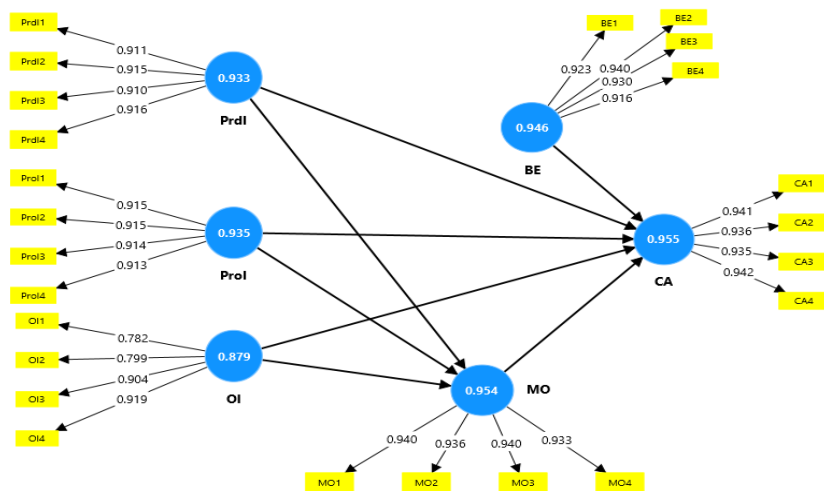 PrdI1
0.911
PrdI2
0.915
PrdI3
0.910
PrdI4
0.916
0.933
PrdI
BE1
BE2
BE3
BE4
0.923
0.940
0.930
0.916
0.946
BE
ProI1
0.915
ProI2
0.915
ProI3
0.914
ProI4
0.913
0.935
ProI
CA1
0.941
CA2
0.936
CA3
0.935
CA4
0.942
0.955
CA
OI1
0.782
OI2
0.799
OI3
0.904
OI4
0.919
0.879
OI
0.954
MO
0.940
0.936
0.940
0.933
MO1
MO2
MO3
MO4